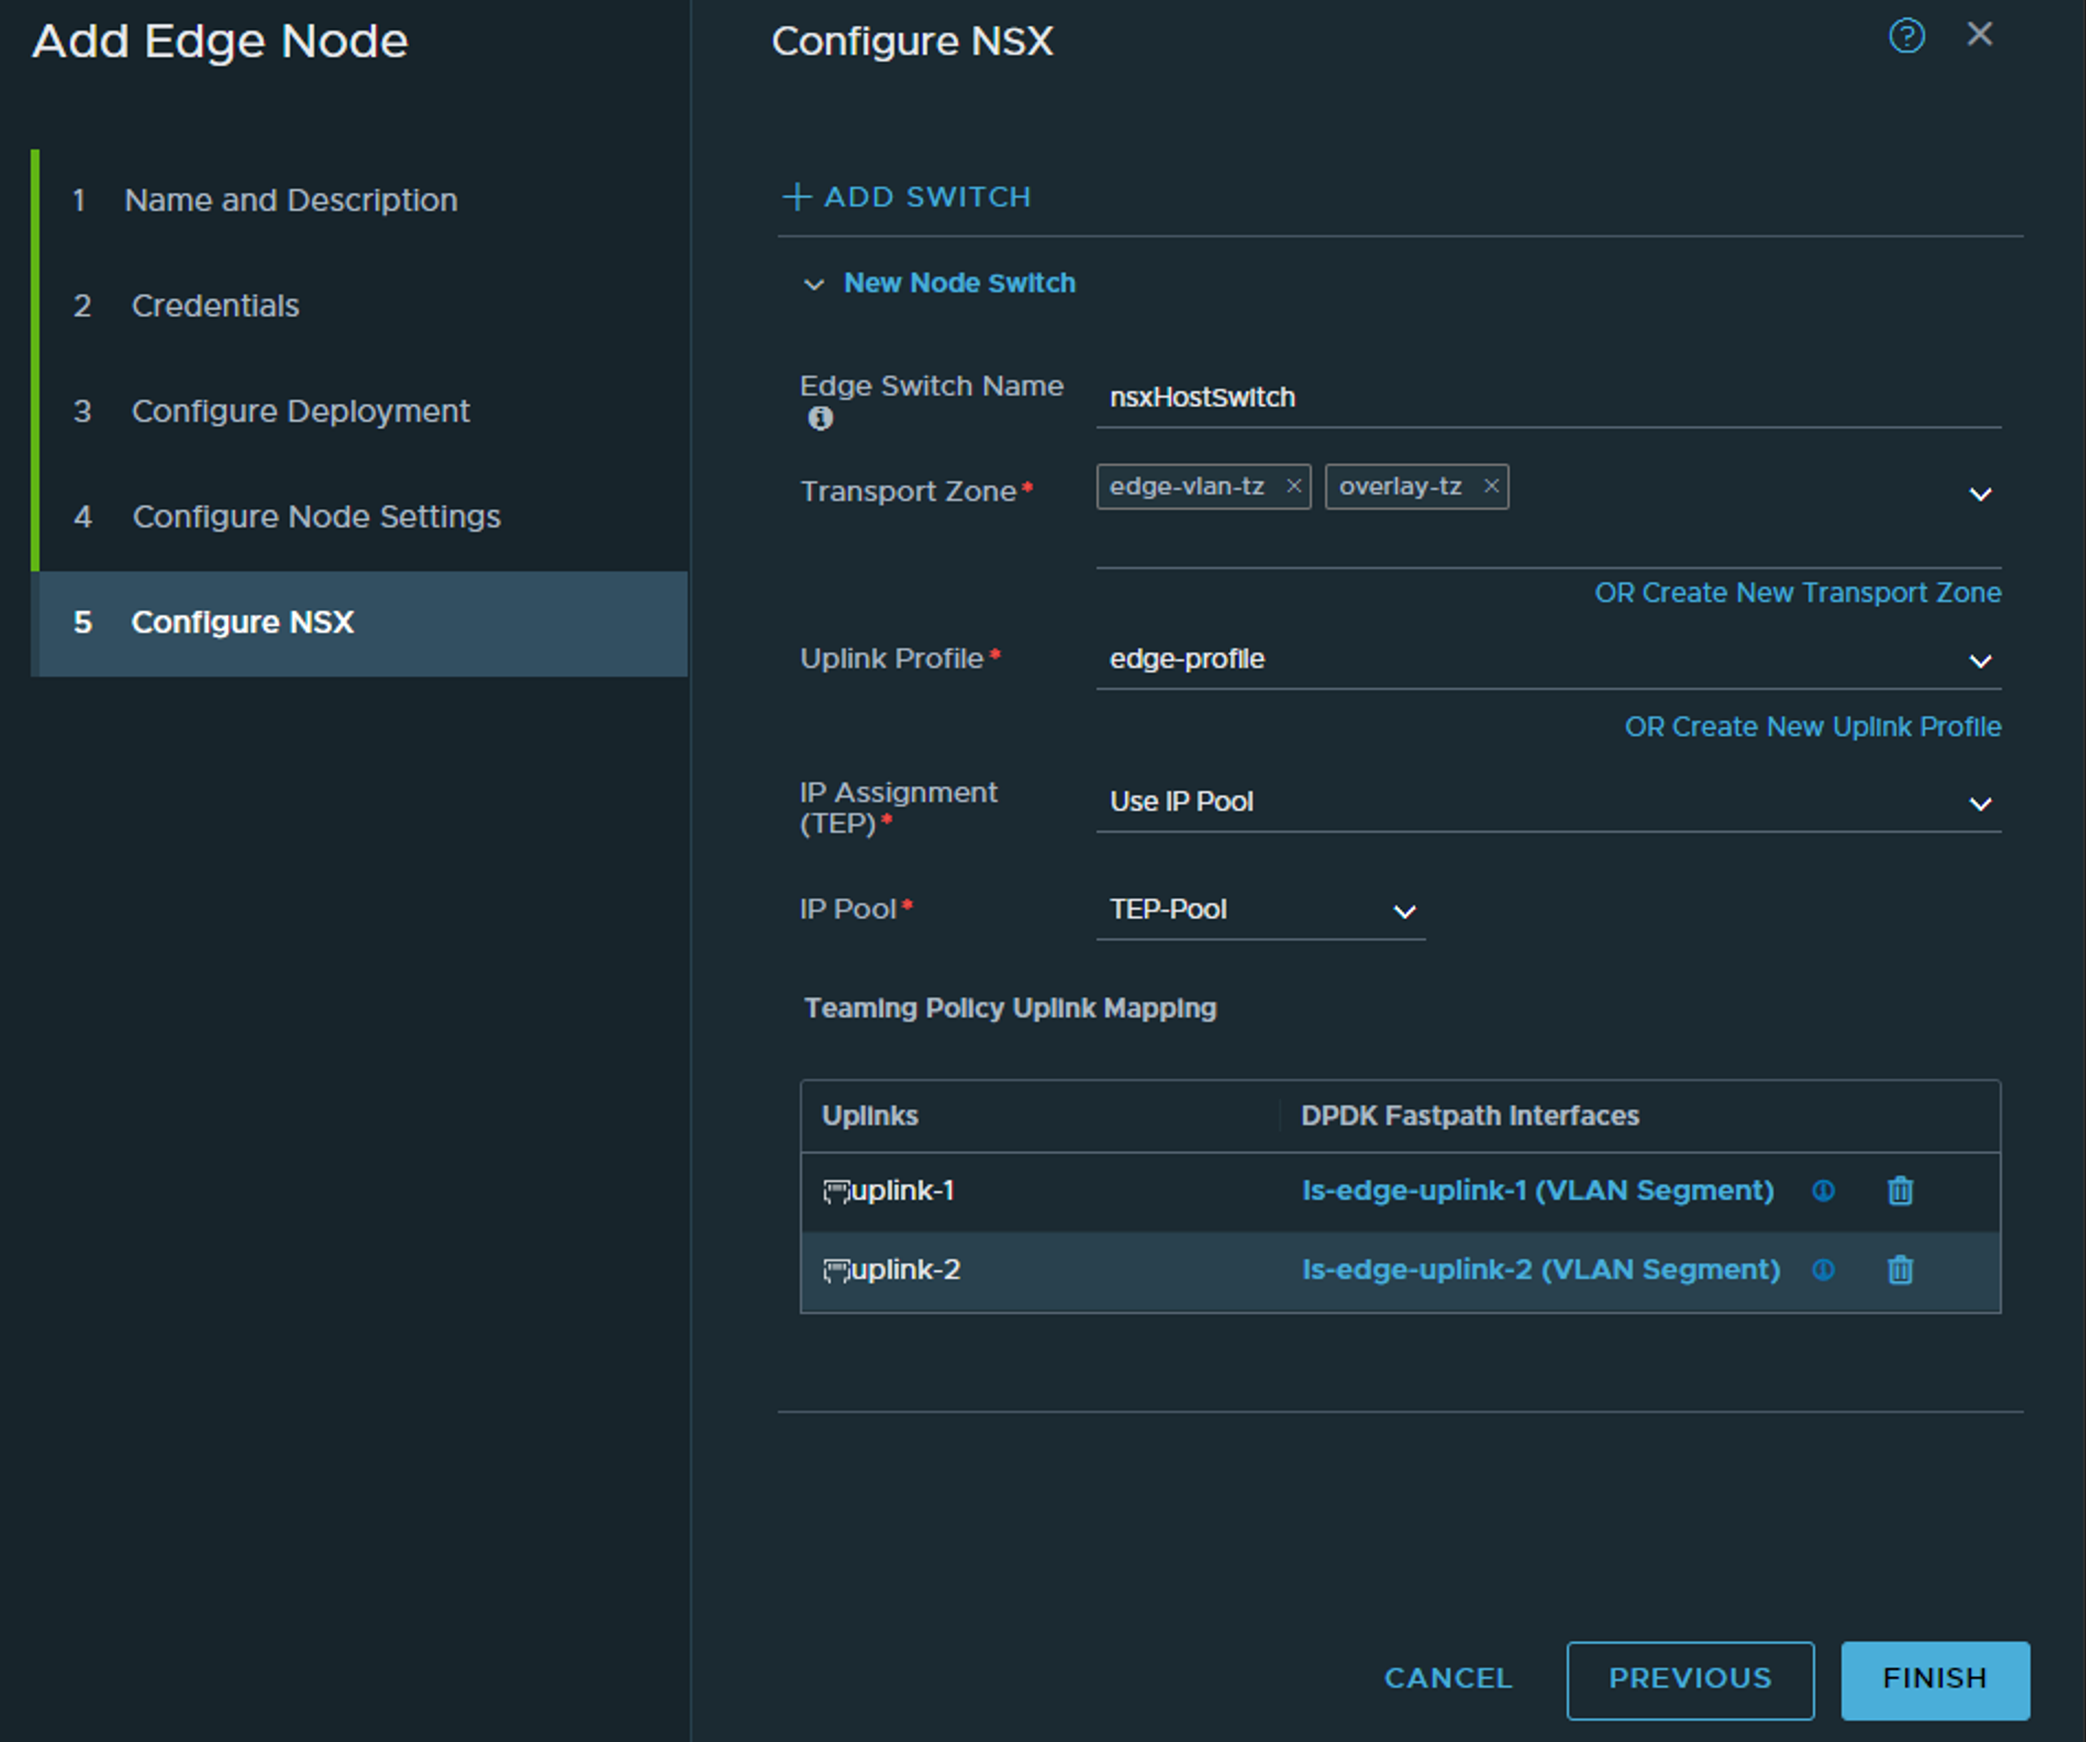 Add Edge Node
1 Name and Description
2 Credentials
3 Configure Deployment
4 Configure Node Settings
5 Configure NSX
Configure NSX
ADD SWITCH
New Node Switch
Edge Switch Name
nsxHostSwitch
Transport Zone*
edge-vlan-tz
overlay-tz
OR Create New Transport Zone
Uplink Profile*
edge-profile
OR Create New Uplink Profile
IP Assignment
(TEP)*
Use IP Pool
IP Pool*
TEP-Pool
Teaming Policy Uplink Mapping
Uplinks DPDK Fastpath Interfaces
uplink-1 ls-edge-uplink-1 (VLAN Segment)
uplink-2 ls-edge-uplink-2 (VLAN Segment)
CANCEL PREVIOUS FINISH